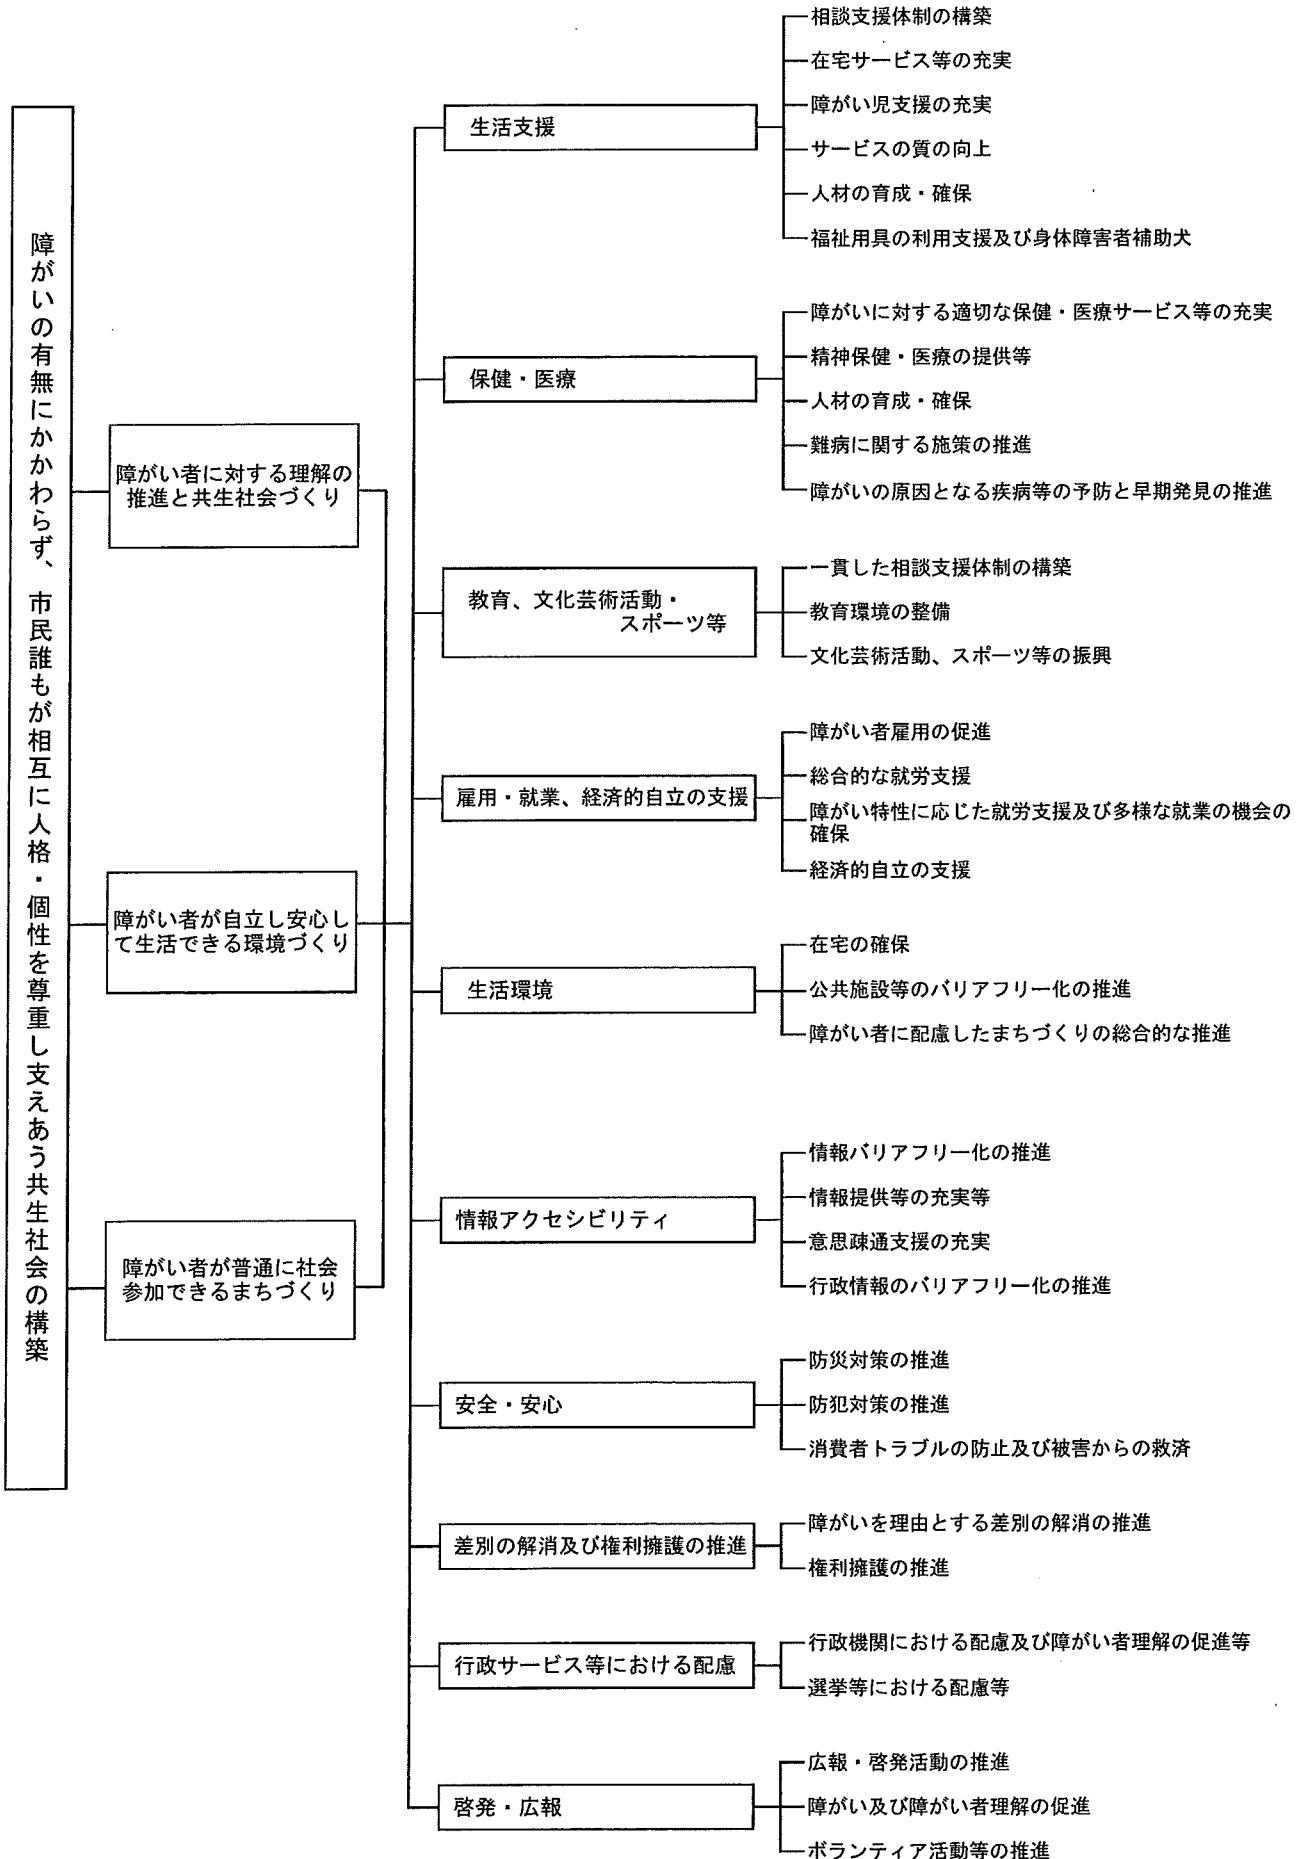 障がいの有無にかかわらず、市民誰もが相互に人格・個性を尊重し支えあう共生社会の構築
障がい者に対する理解の
推進と共生社会づくり
障がい者が自立し安心し
て生活できる環境づくり
障がい者が普通に社会
参加できるまちづくり
生活支援
相談支援体制の構築
在宅サービス等の充実
障がい児支援の充実
サービスの質の向上
人材の育成・確保
福祉用具の利用支援及び身体障害者補助犬
保健・医療
障がいに対する適切な保健・医療サービス等の充実
精神保健・医療の提供等
人材の育成・確保
難病に関する施策の推進
障がいの原因となる疾病等の予防と早期発見の推進
教育、文化芸術活動・
スポーツ等
一貫した相談支援体制の構築
教育環境の整備
文化芸術活動、スポーツ等の振興
雇用・就業、経済的自立の支援
障がい者雇用の促進
総合的な就労支援
障がい特性に応じた就労支援及び多様な就業の機会の
確保
経済的自立の支援
生活環境
在宅の確保
公共施設等のバリアフリー化の推進
障がい者に配慮したまちづくりの総合的な推進
情報アクセシビリティ
情報バリアフリー化の推進
情報提供等の充実等
意思疎通支援の充実
行政情報のバリアフリー化の推進
安全・安心
防災対策の推進
防犯対策の推進
消費者トラブルの防止及び被害からの救済
差別の解消及び権利擁護の推進
障がいを理由とする差別の解消の推進
権利擁護の推進
行政サービス等における配慮
行政機関における配慮及び障がい者理解の促進等
選挙等における配慮等
啓発・広報
広報・啓発活動の推進
障がい及び障がい者理解の促進
ボランティア活動等の推進